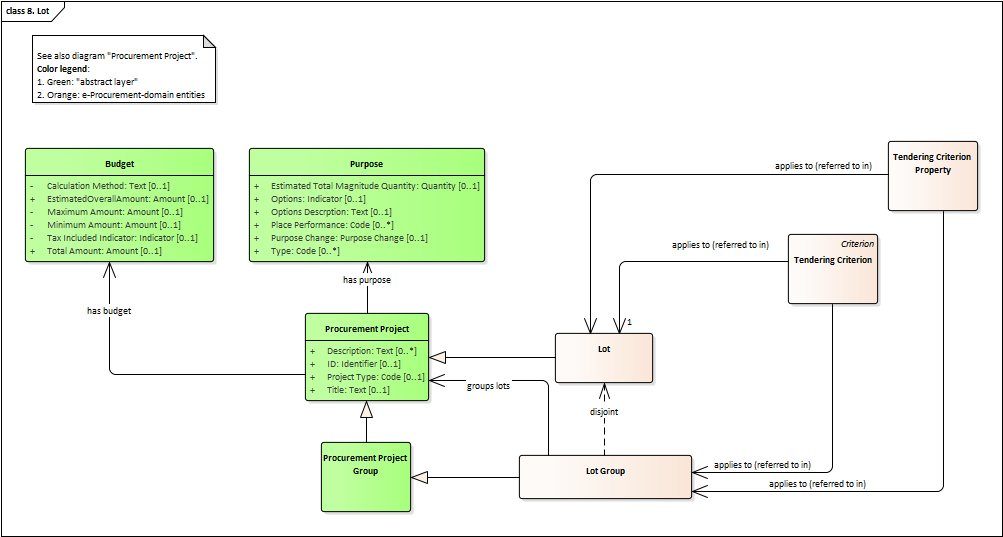 class 8. Lot
See also diagram "Procurement Project".
Color legend:
1. Green: "abstract layer"
2. Orange: e-Procurement-domain entities
Budget
- Calculation Method: Text [0..1]
+ EstimatedOverallAmount: Amount [0..1]
- Maximum Amount: Amount [0..1]
- Minimum Amount: Amount [0..1]
- Tax Included Indicator: Indicator [0..1]
+ Total Amount: Amount [0..1]
Purpose
+ Estimated Total Magnitude Quantity: Quantity [0..1]
+ Options: Indicator [0..1]
+ Options Descrption: Text [0..1]
+ Place Performance: Code [0..*]
+ Purpose Change: Purpose Change [0..1]
+ Type: Code [0..*]
Tendering Criterion
Property
applies to (referred to in)
Criterion
Tendering Criterion
applies to (referred to in)
1
has budget
has purpose
Procurement Project
+ Description: Text [0..*]
+ ID: Identifier [0..1]
+ Project Type: Code [0..1]
+ Title: Text [0..1]
Lot
groups lots
disjoint
Procurement Project
Group
Lot Group
applies to (referred to in)
applies to (referred to in)